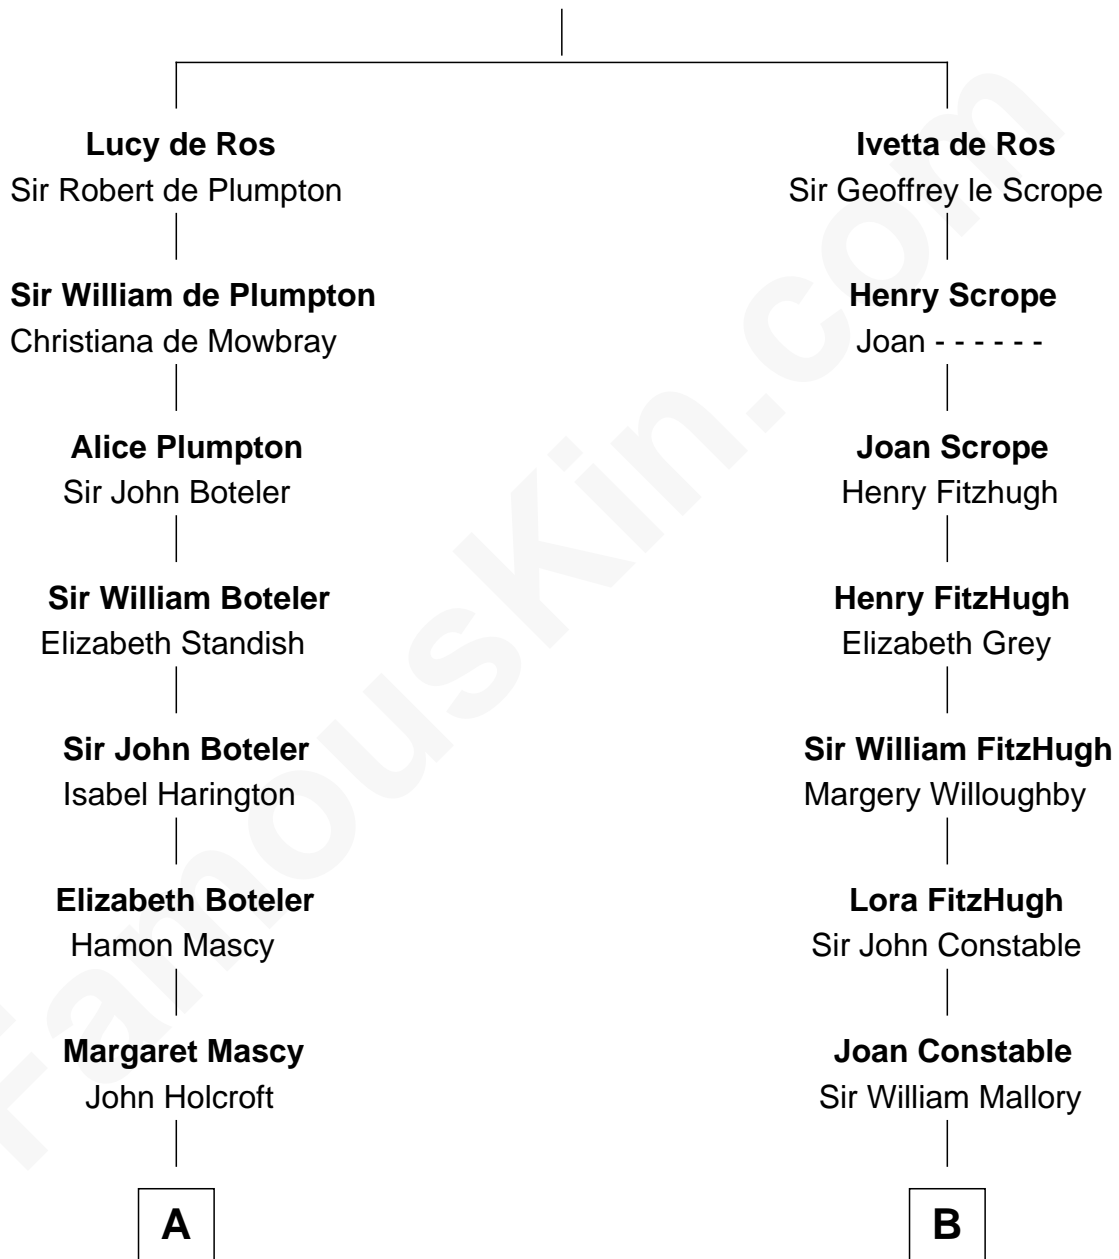 Lucy de Ros
Sir Robert de Plumpton
Ivetta de Ros
Sir Geoffrey le Scrope
Sir William de Plumpton
Christiana de Mowbray
Henry Scrope
Joan - - - - - -
Alice Plumpton
Sir John Boteler
Joan Scrope
Henry Fitzhugh
Sir William Boteler
Elizabeth Standish
Henry FitzHugh
Elizabeth Grey
Sir John Boteler
Isabel Harington
Sir William FitzHugh
Margery Willoughby
Elizabeth Boteler
Hamon Mascy
Lora FitzHugh
Sir John Constable
Margaret Mascy
John Holcroft
Joan Constable
Sir William Mallory
A
B
FamousKin.com